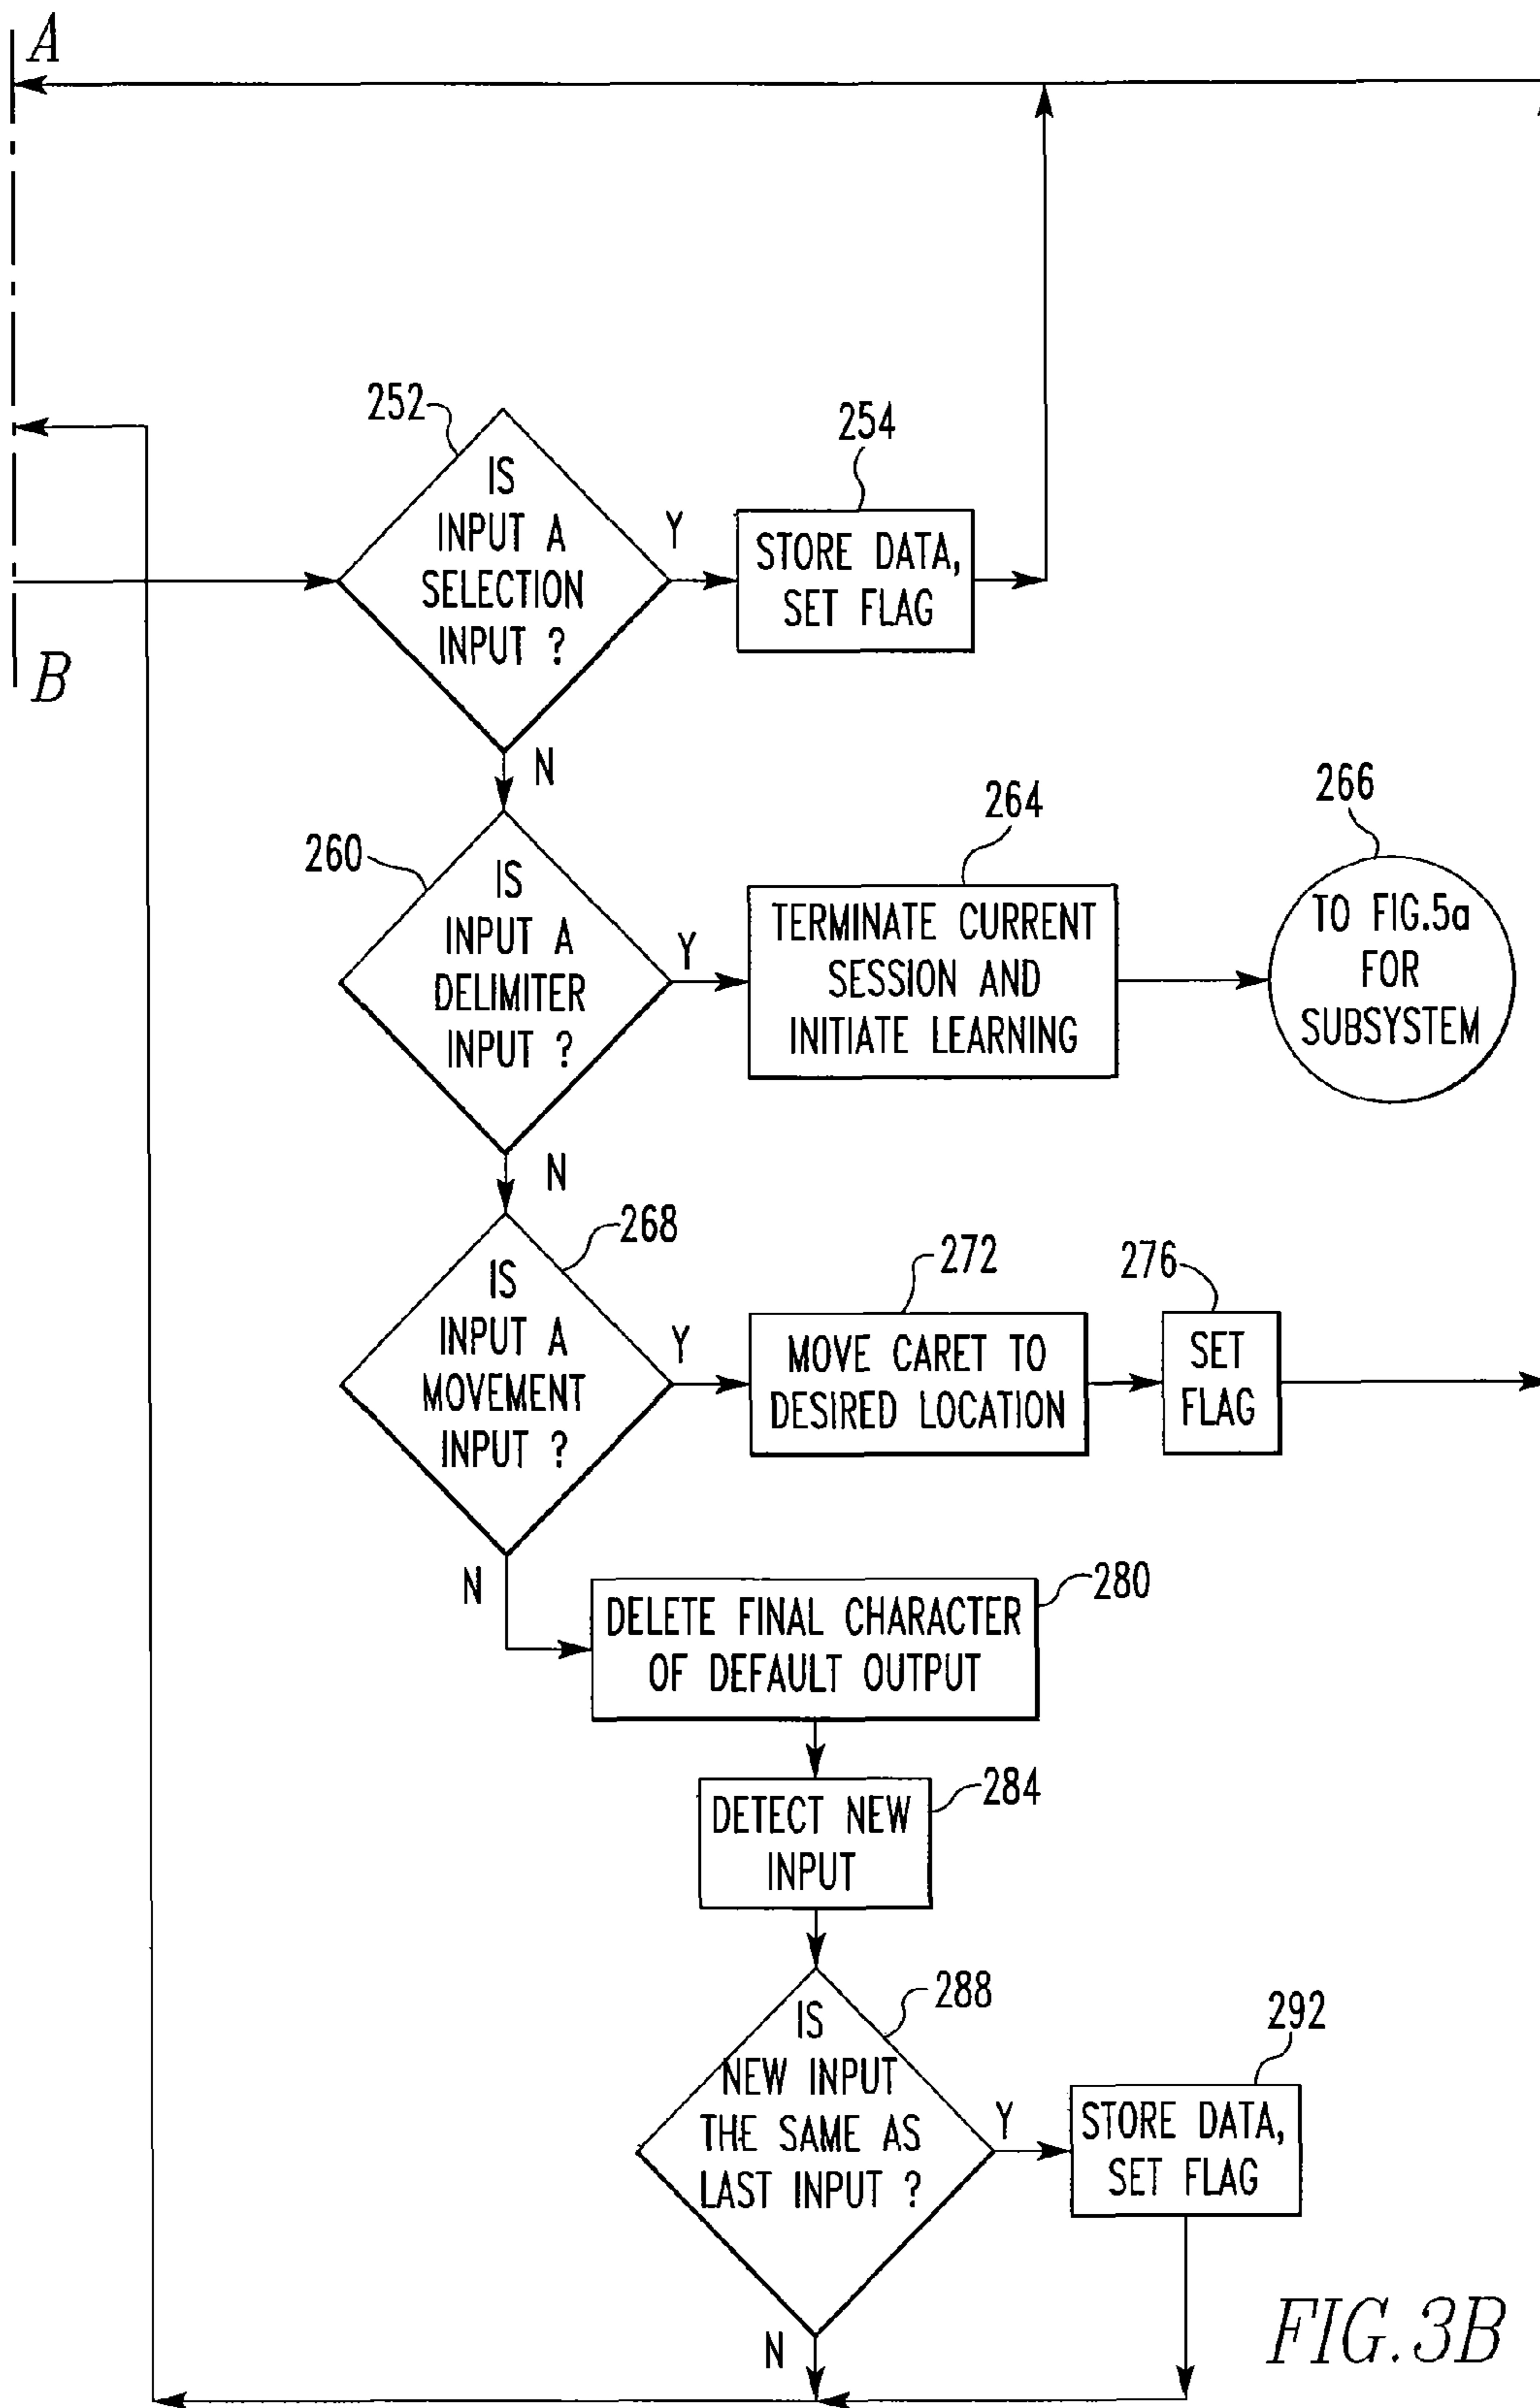 A
252
254
IS
INPUT A
SELECTION
INPUT ?
Y
STORE DATA,
SET FLAG
B
N
260
264
266
IS
INPUT A
DELIMITER
INPUT ?
Y
TERMINATE CURRENT
SESSION AND
INITIATE LEARNING
TO FIG.5a
FOR
SUBSYSTEM
N
268
272
276
IS
INPUT A
MOVEMENT
INPUT ?
Y
MOVE CARET TO
DESIRED LOCATION
SET
FLAG
N
280
DELETE FINAL CHARACTER
OF DEFAULT OUTPUT
284
DETECT NEW
INPUT
288
292
IS
NEW INPUT
THE SAME AS
LAST INPUT ?
Y
STORE DATA,
SET FLAG
N
FIG.3B